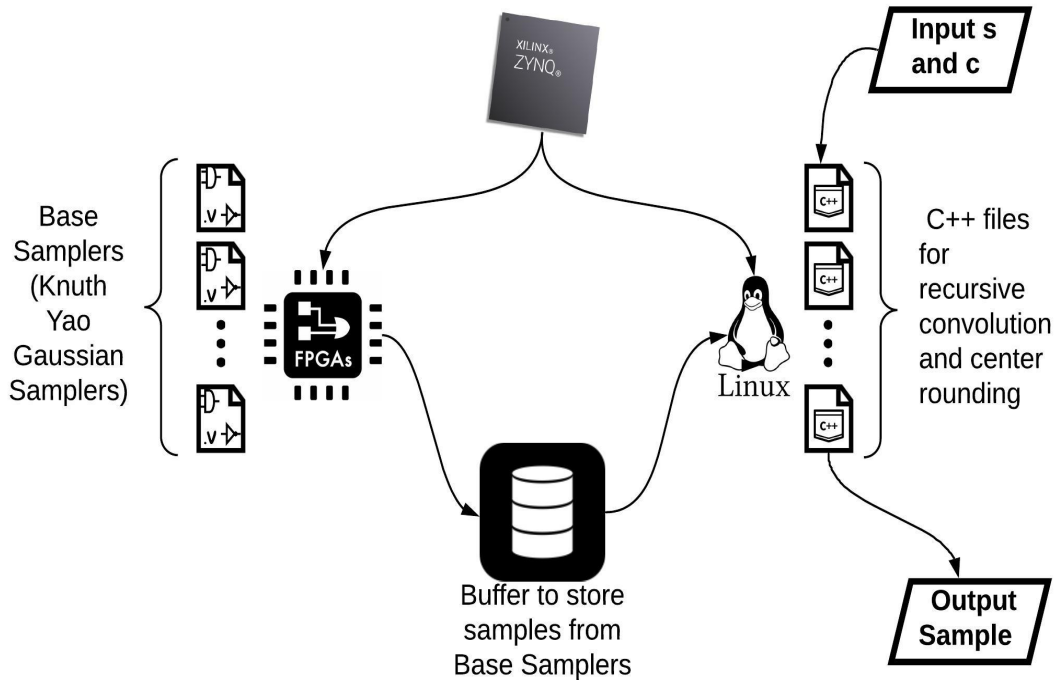 XILINX®
ZYNQ®
Input s
and c
Base
Samplers
(Knuth
Yao
Gaussian
Samplers)
.V
.V
.V
FPGAs
Linux
C++
C++
C++
C++ files
for
recursive
convolution
and center
rounding
Buffer to store
samples from
Base Samplers
Output
Sample